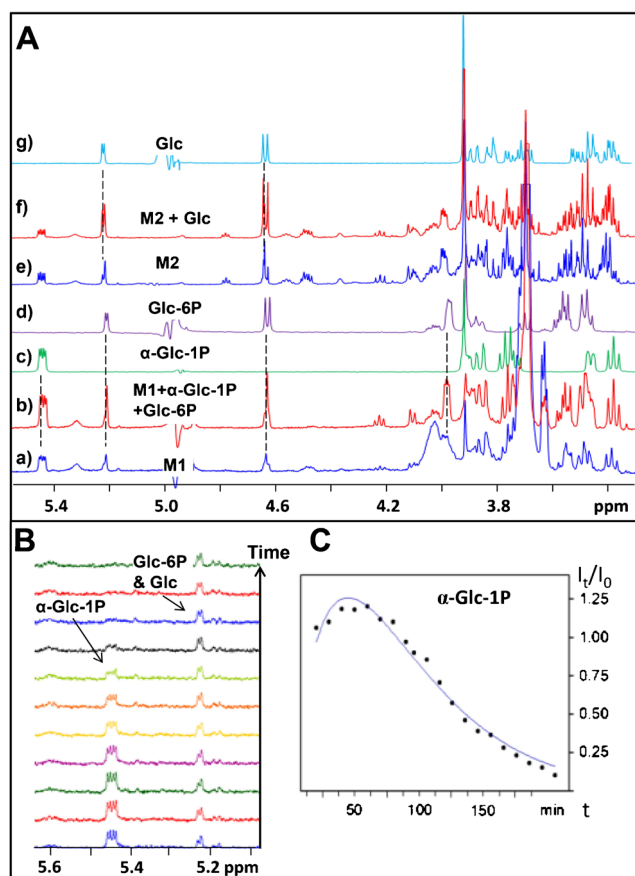 A
g)
Glc
f)
M2 + Glc
e)
M2
d)
Glc-6P
c)
α-Glc-1P
b)
M1+α-Glc-1P
+Glc-6P
a)
M1
5.4 5.0 4.6 4.2 3.8 ppm
B
Glc-6P
& Glc
Time
α-Glc-1P
5.6 5.4 5.2 ppm
C
α-Glc-1P
It/I0
1.25
1.00
0.75
0.50
0.25
50 100 150 min t